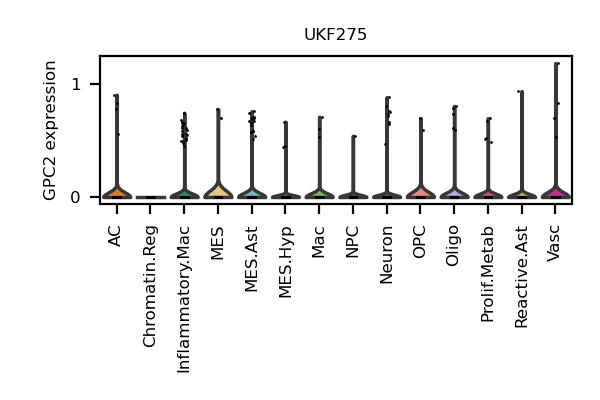 UKF275
GPC2 expression
1
0
AC
Chromatin.Reg
Inflammatory.Mac
MES
MES.Ast
MES.Hyp
Mac
NPC
Neuron
OPC
Oligo
Prolif.Metab
Reactive.Ast
Vasc